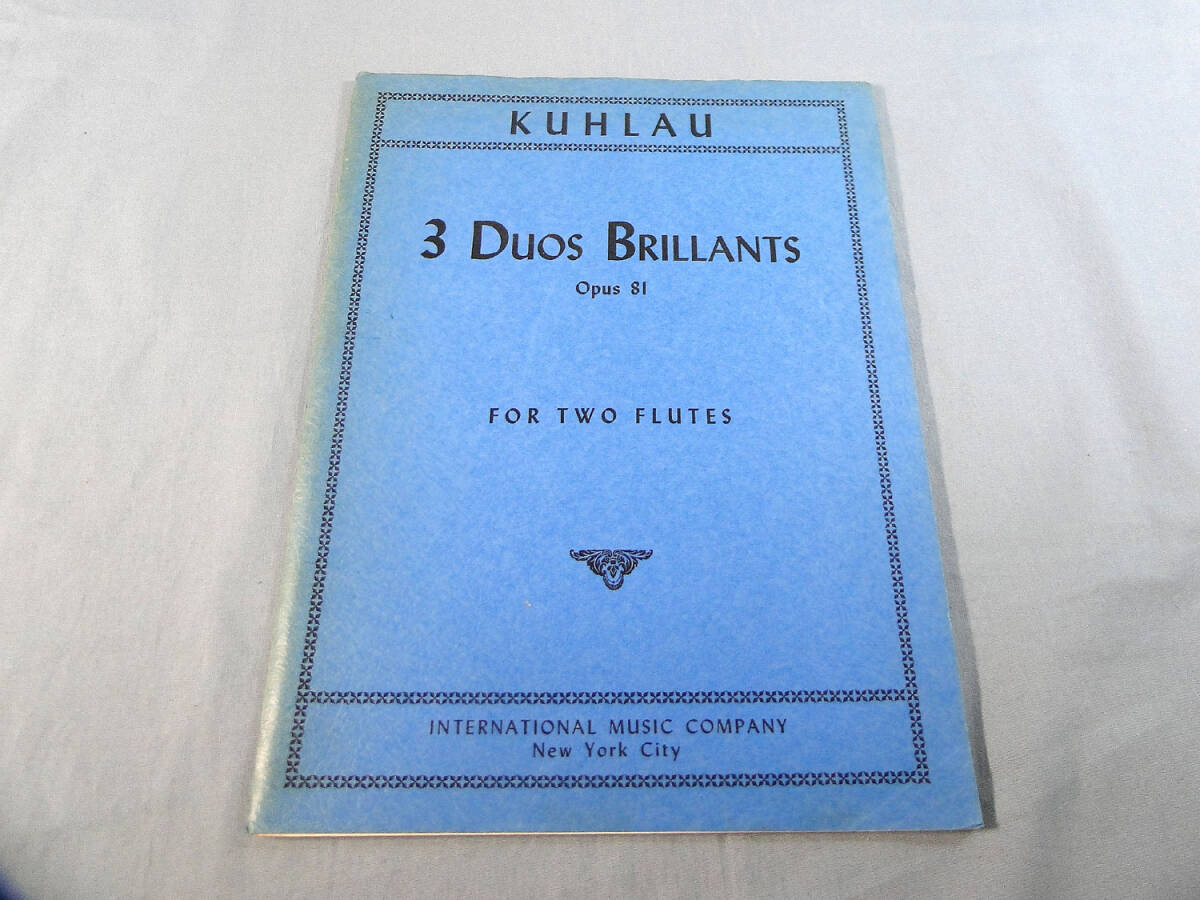 KUHLAU
3 DUOS BRILLANTS
Opus 81
FOR TWO FLUTES
INTERNATIONAL MUSIC COMPANY
New York City